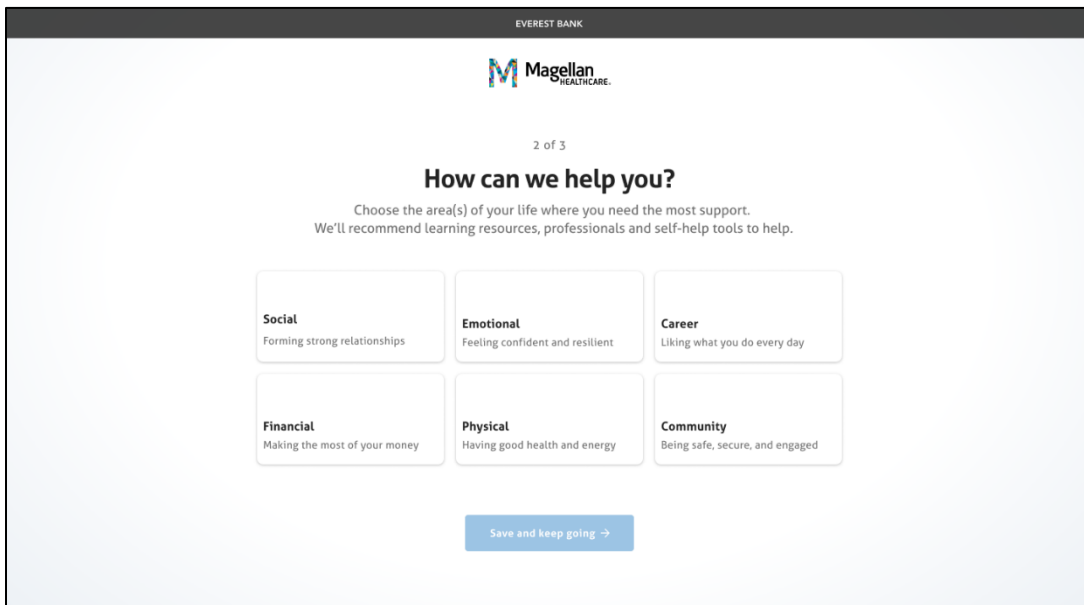 EVEREST BANK
Magellan
HEALTHCARE.
2 of 3
How can we help you?
Choose the area(s) of your life where you need the most support.
We'll recommend learning resources, professionals and self-help tools to help.
Social
Forming strong relationships
Emotional
Feeling confident and resilient
Career
Liking what you do every day
Financial
Making the most of your money
Physical
Having good health and energy
Community
Being safe, secure, and engaged
Save and keep going →